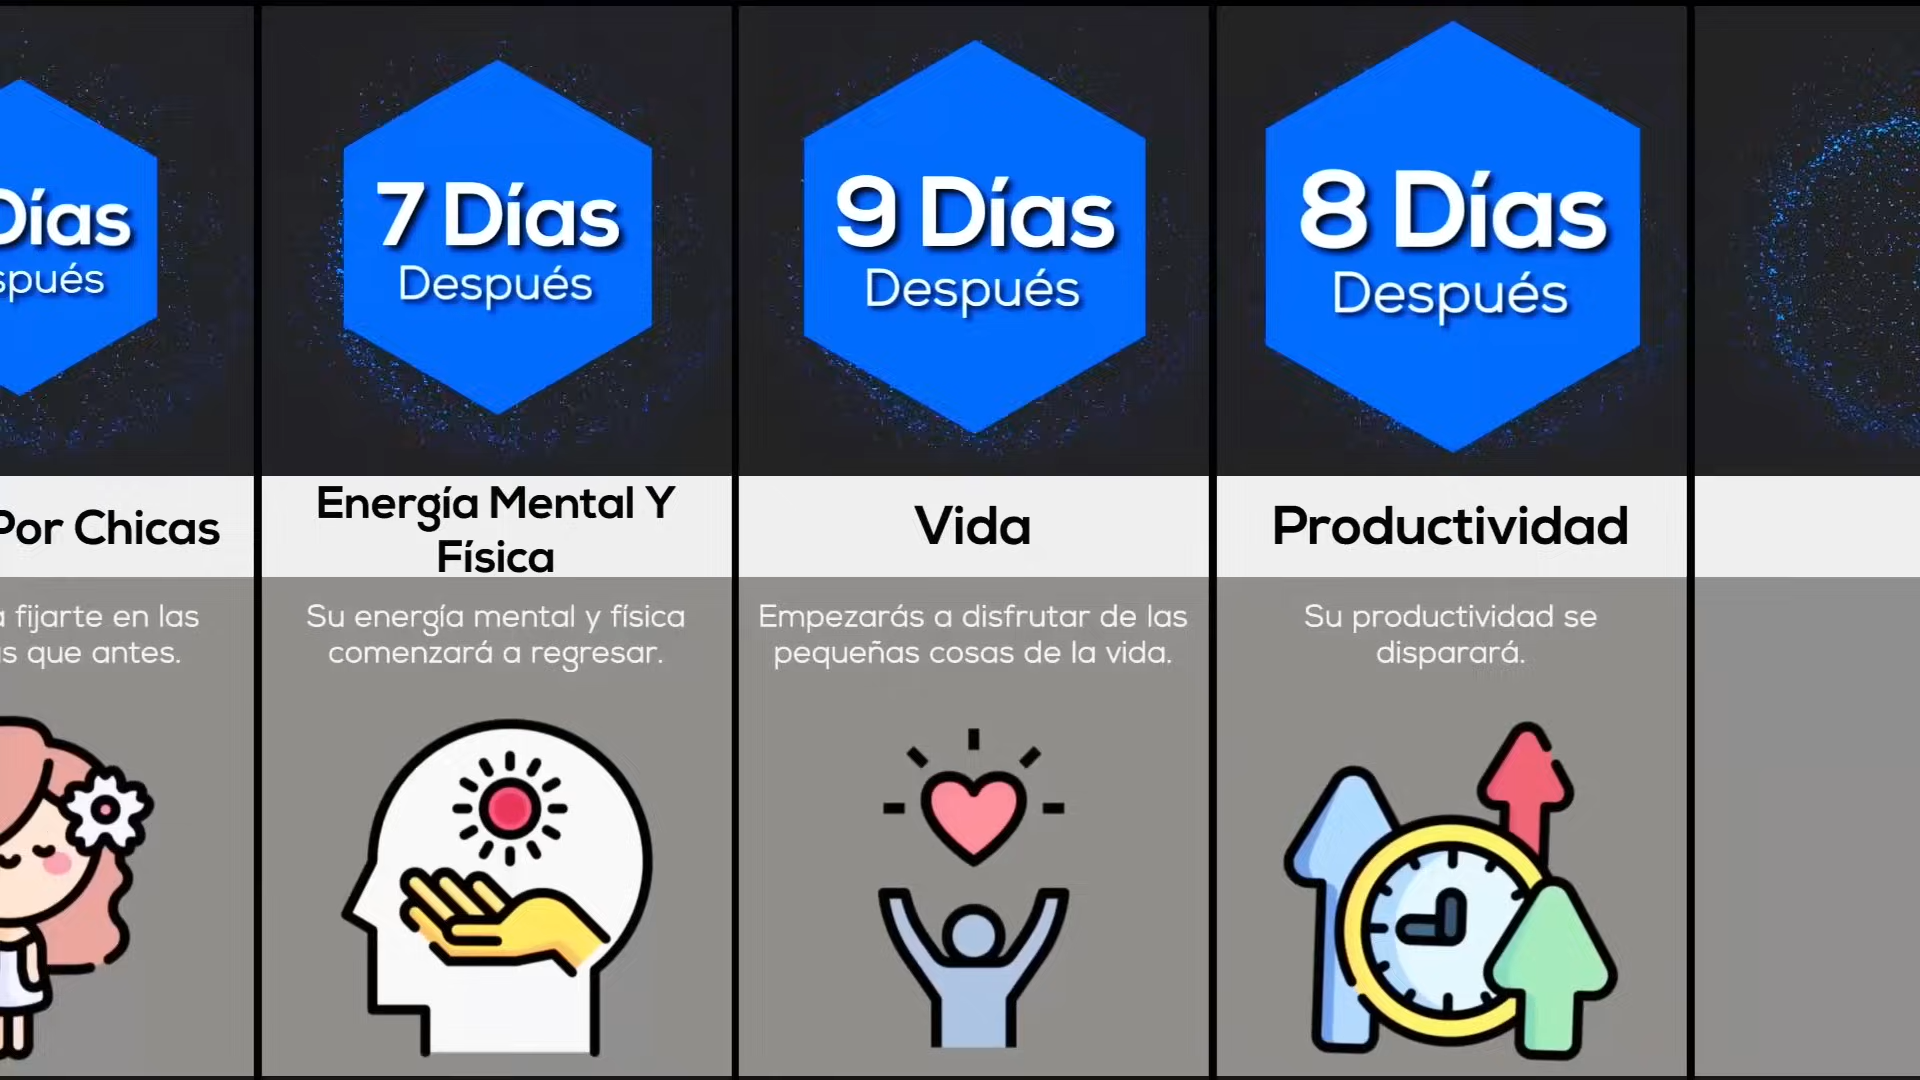 Días
spués
Por Chicas
a fijarte en las
s que antes.
7 Días
Después
Energía Mental Y
Física
Su energía mental y física
comenzará a regresar.
9 Días
Después
Vida
Empezarás a disfrutar de las
pequeñas cosas de la vida.
8 Días
Después
Productividad
Su productividad se
disparará.